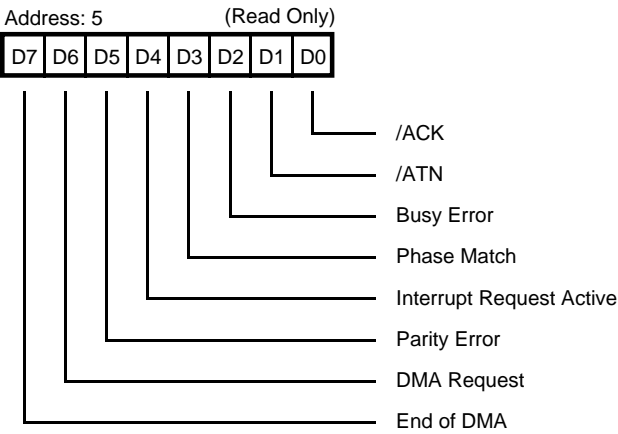 Address: 5 (Read Only)
D7 D6 D5 D4 D3 D2 D1 D0
/ACK
/ATN
Busy Error
Phase Match
Interrupt Request Active
Parity Error
DMA Request
End of DMA